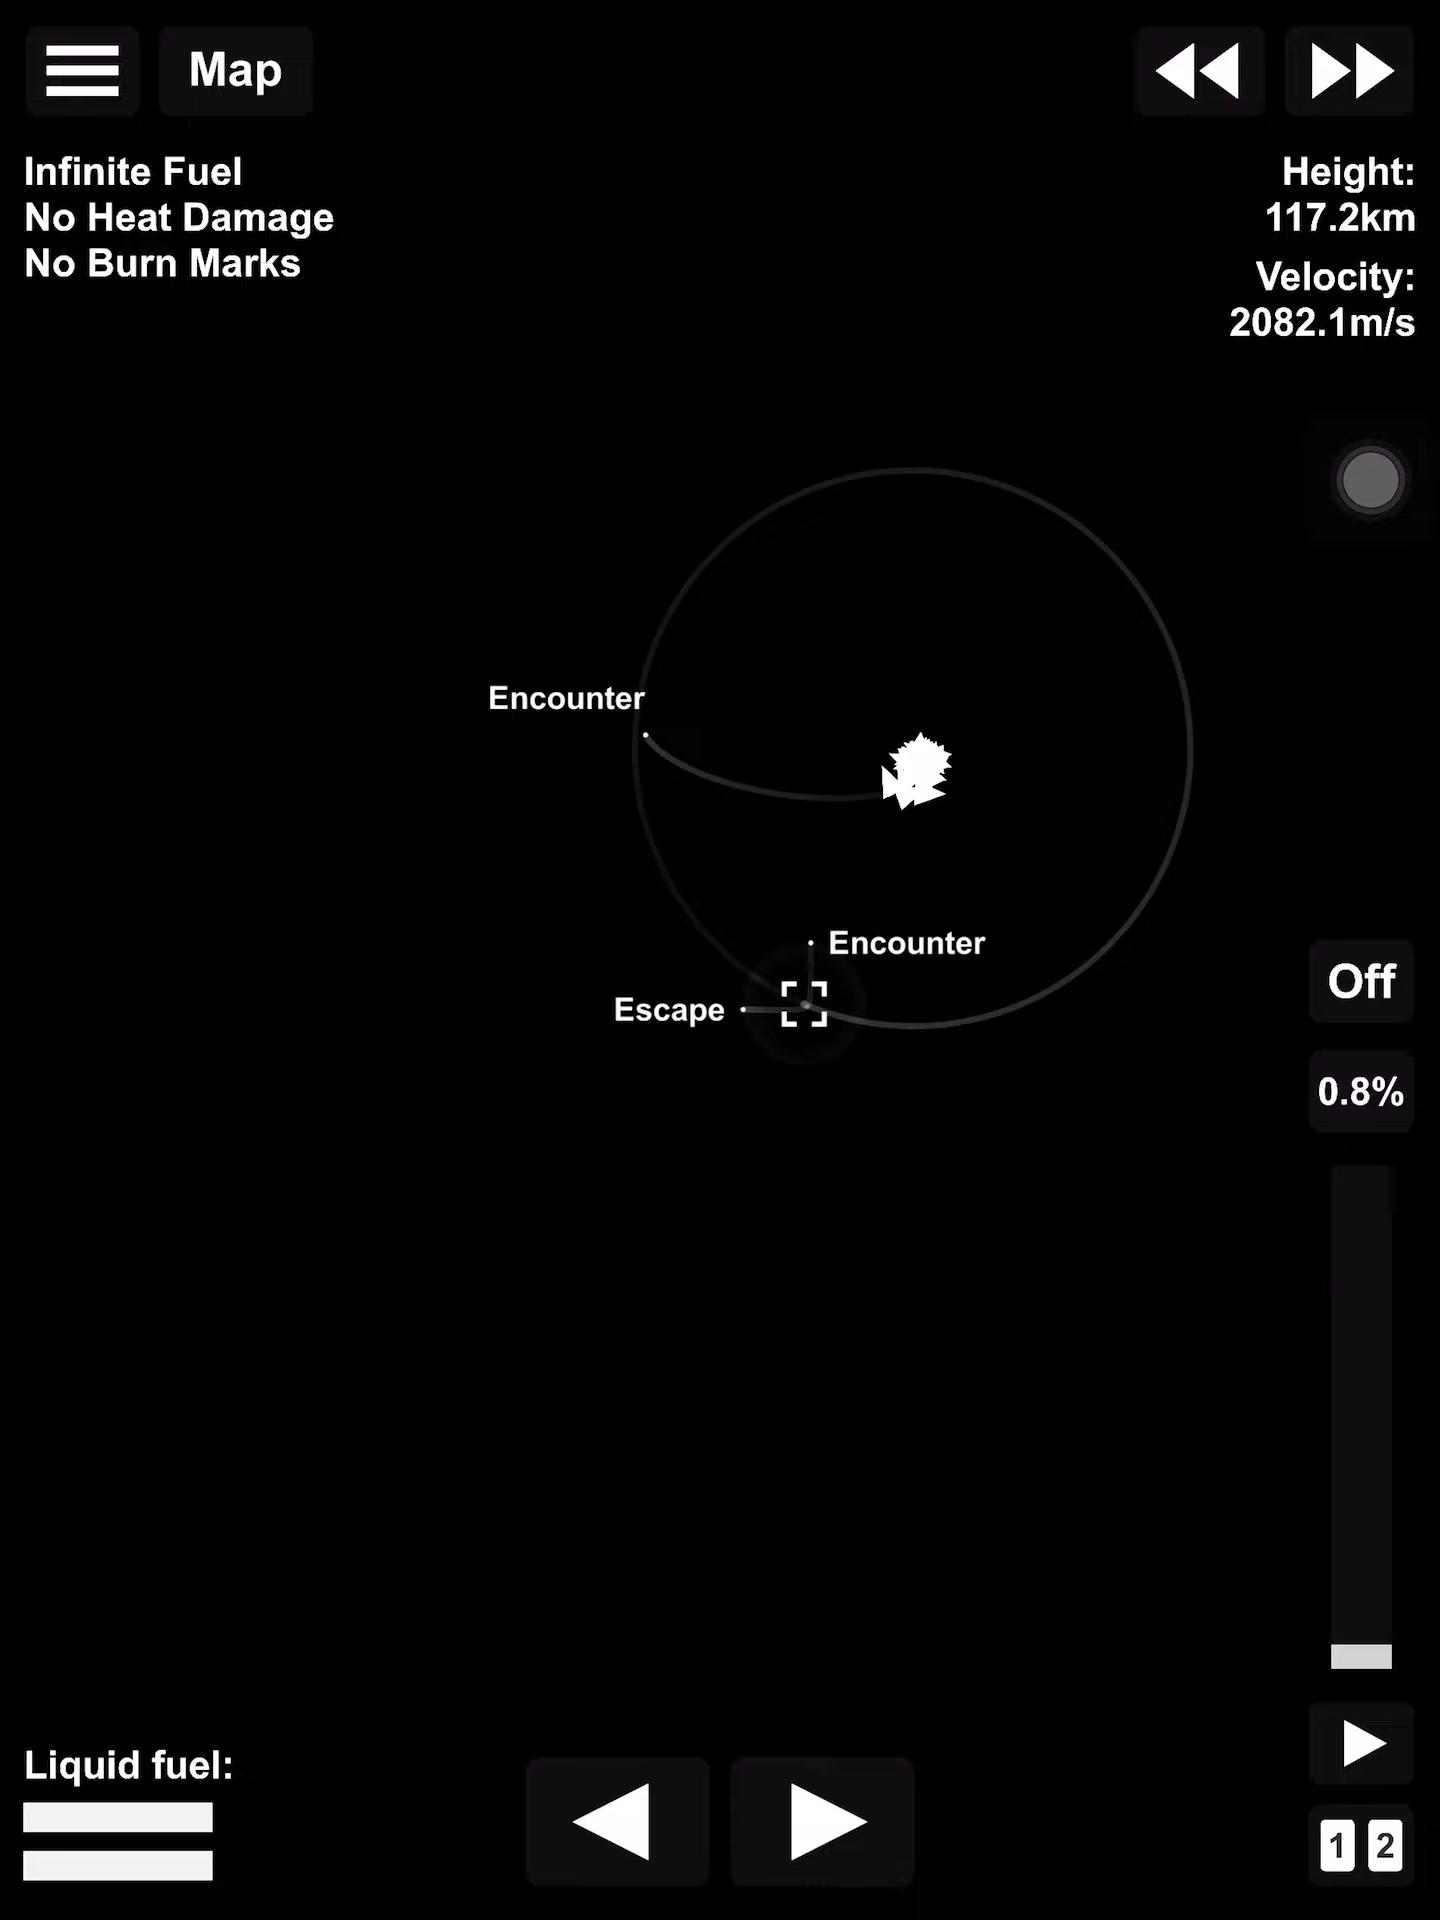 Map
Infinite Fuel
No Heat Damage
No Burn Marks
Height:
117.2km
Velocity:
2082.1m/s
Encounter
Encounter
Escape
Off
0.8%
Liquid fuel:
1 2